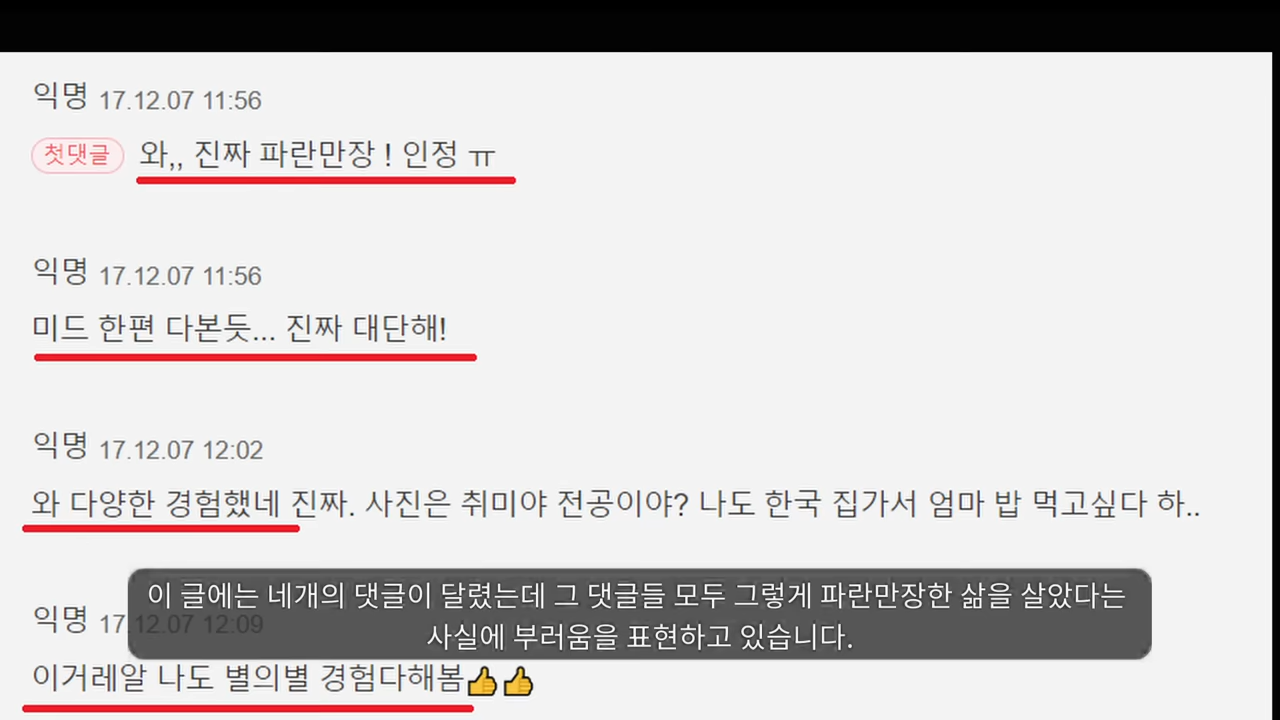 익명 17.12.07 11:56
첫댓글 와,, 진짜 파란만장 ! 인정 ㅠ
익명 17.12.07 11:56
미드 한편 다본듯... 진짜 대단해!
익명 17.12.07 12:02
와 다양한 경험했네 진짜. 사진은 취미야 전공이야? 나도 한국 집가서 엄마 밥 먹고싶다 하..
이 글에는 네개의 댓글이 달렸는데 그 댓글들 모두 그렇게 파란만장한 삶을 살았다는
익명 17.12.07 12:09
사실에 부러움을 표현하고 있습니다.
이거레알 나도 별의별 경험다해봄👍👍